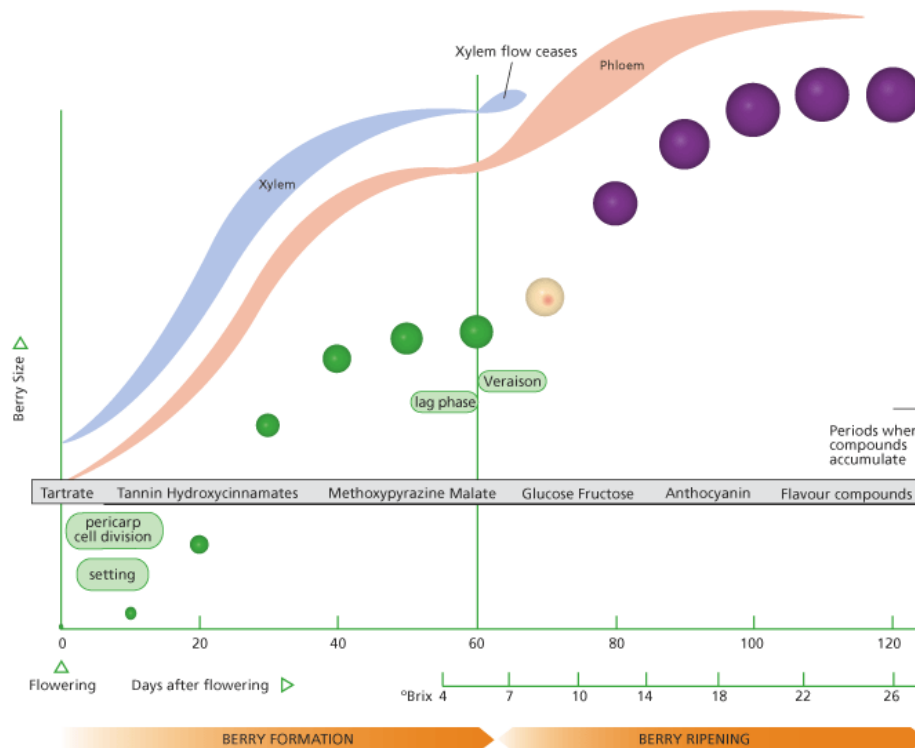 Xylem flow ceases
Phloem
Xylem
Berry Size
Veraison
lag phase
Periods when
compounds
accumulate
Tartrate Tannin Hydroxycinnamates Methoxypyrazine Malate Glucose Fructose Anthocyanin Flavour compounds
pericarp
cell division
setting
0 20 40 60 80 100 120
Flowering Days after flowering
°Brix 4 7 10 14 18 22 26
BERRY FORMATION BERRY RIPENING